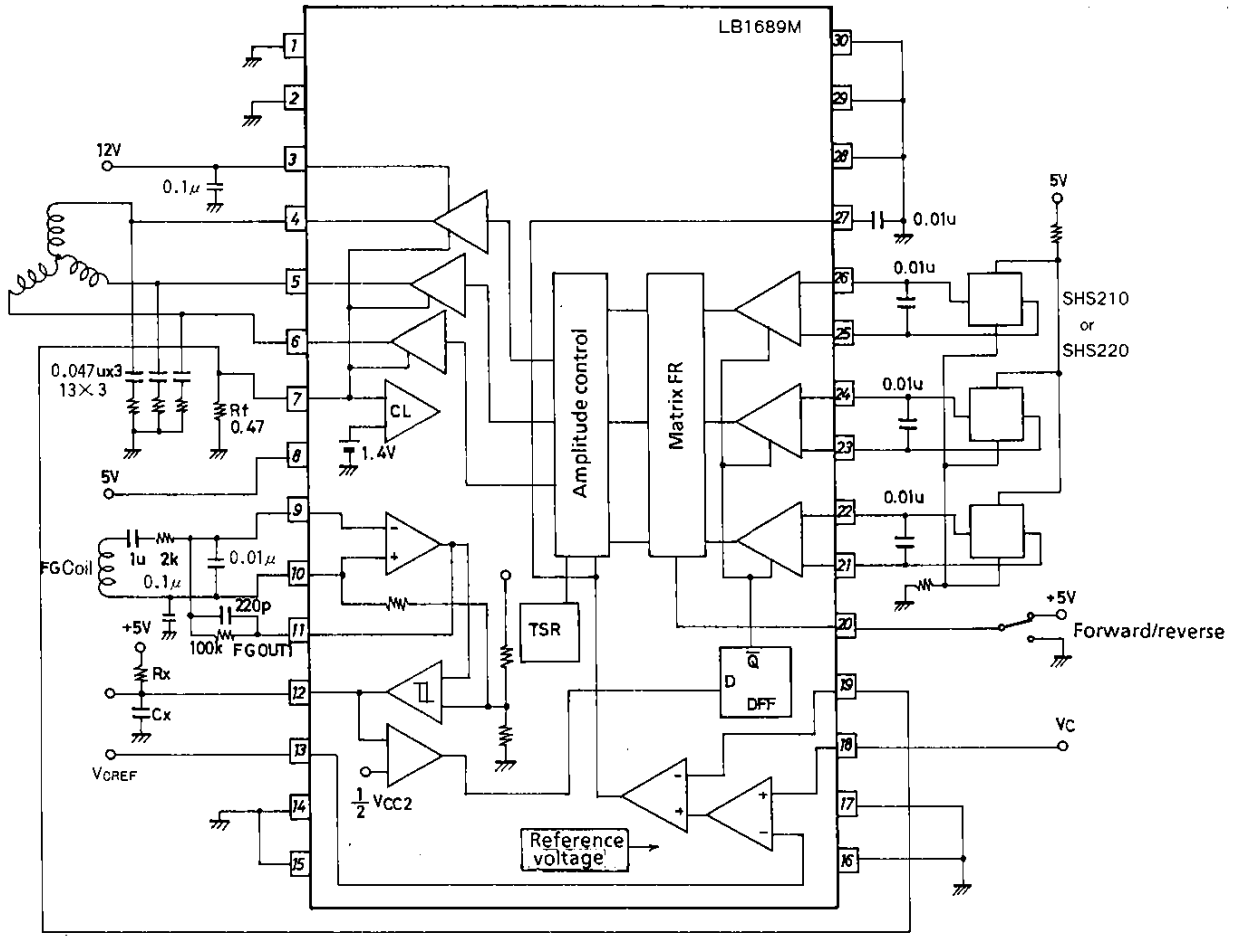 LB1689M
1
2
3
4
5
6
7
8
9
10
11
12
13
14
15
30
29
28
27
26
25
24
23
22
21
20
19
18
17
16
12V
0.1μ
0.047ux3
13×3
Rf
0.47
5V
FG Coil
1u
2k
0.01μ
0.1μ
220p
+5V
100k
FGOUT1
Rx
Cx
VCREF
CL
1.4V
-
+
1/2 VCC2
Amplitude control
Matrix FR
TSR
Q
D
DFF
-
+
+
-
Reference
voltage
0.01u
5V
0.01u
SHS210
or
SHS220
0.01u
0.01u
+5V
Forward/reverse
VC